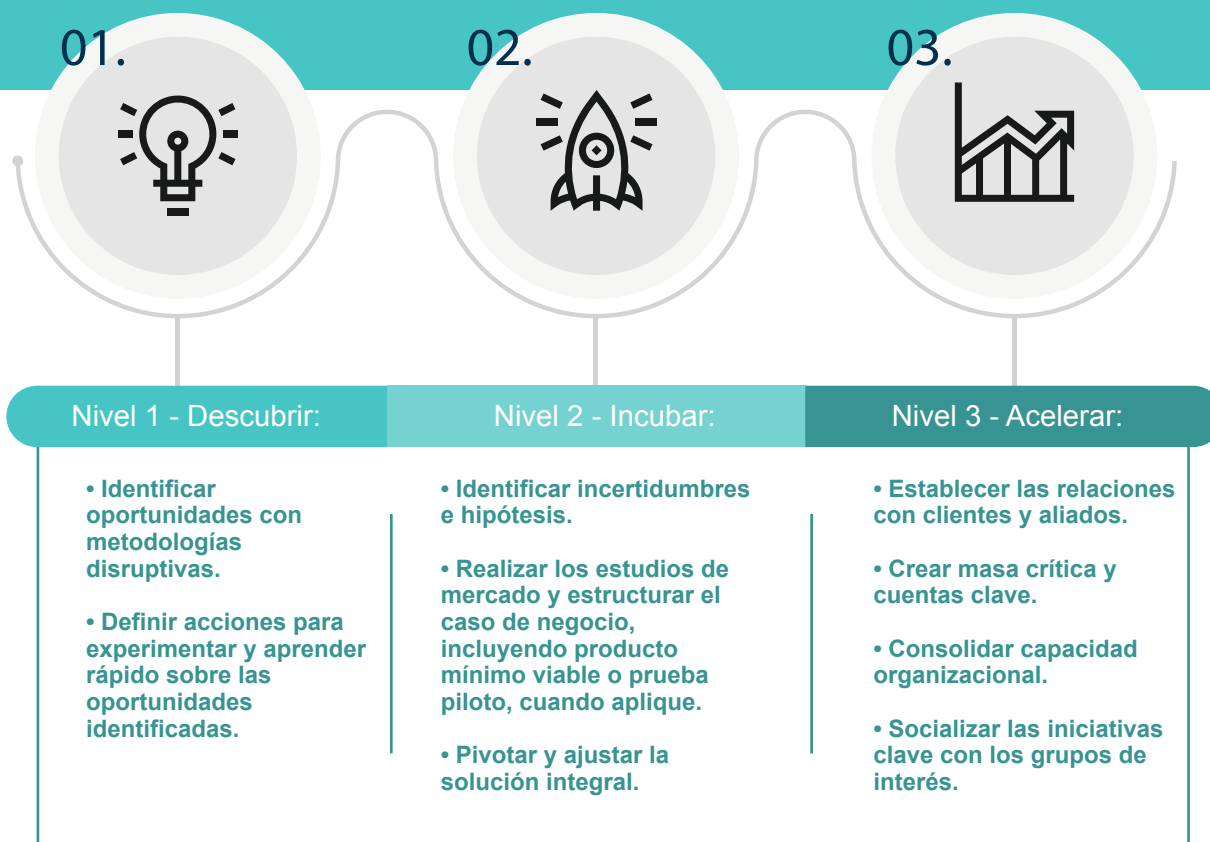 01.
02.
03.
Nivel 1 - Descubrir:
• Identificar
oportunidades con
metodologías
disruptivas.
• Definir acciones para
experimentar y aprender
rápido sobre las
oportunidades
identificadas.
Nivel 2 - Incubar:
• Identificar incertidumbres
e hipótesis.
• Realizar los estudios de
mercado y estructurar el
caso de negocio,
incluyendo producto
mínimo viable o prueba
piloto, cuando aplique.
• Pivotar y ajustar la
solución integral.
Nivel 3 - Acelerar:
• Establecer las relaciones
con clientes y aliados.
• Crear masa crítica y
cuentas clave.
• Consolidar capacidad
organizacional.
• Socializar las iniciativas
clave con los grupos de
interés.